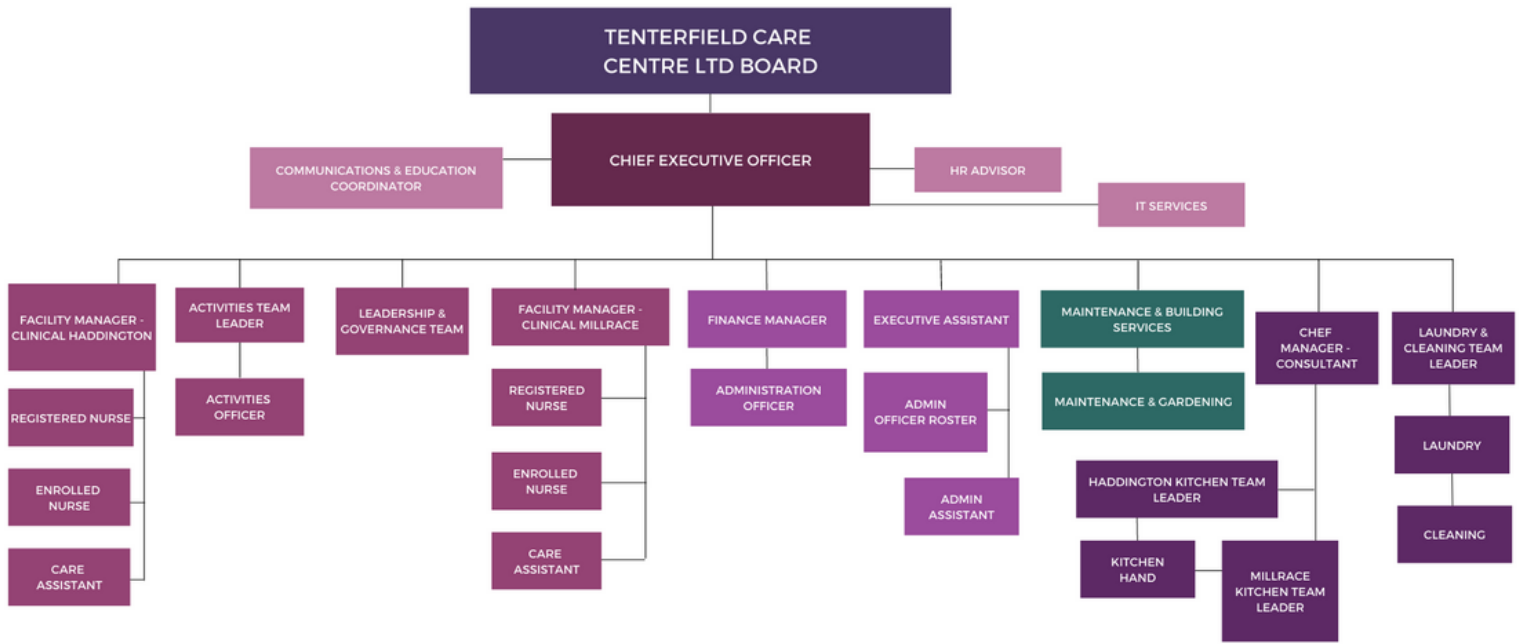 TENTERFIELD CARE
CENTRE LTD BOARD
CHIEF EXECUTIVE OFFICER
COMMUNICATIONS & EDUCATION
COORDINATOR
HR ADVISOR
IT SERVICES
FACILITY MANAGER -
CLINICAL HADDINGTON
REGISTERED NURSE
ENROLLED
NURSE
CARE
ASSISTANT
ACTIVITIES TEAM
LEADER
ACTIVITIES
OFFICER
LEADERSHIP &
GOVERNANCE TEAM
FACILITY MANAGER -
CLINICAL MILLRACE
REGISTERED
NURSE
ENROLLED
NURSE
CARE
ASSISTANT
FINANCE MANAGER
ADMINISTRATION
OFFICER
EXECUTIVE ASSISTANT
ADMIN
OFFICER ROSTER
ADMIN
ASSISTANT
MAINTENANCE & BUILDING
SERVICES
MAINTENANCE & GARDENING
CHEF
MANAGER -
CONSULTANT
HADDINGTON KITCHEN TEAM
LEADER
KITCHEN
HAND
MILLRACE
KITCHEN TEAM
LEADER
LAUNDRY &
CLEANING TEAM
LEADER
LAUNDRY
CLEANING